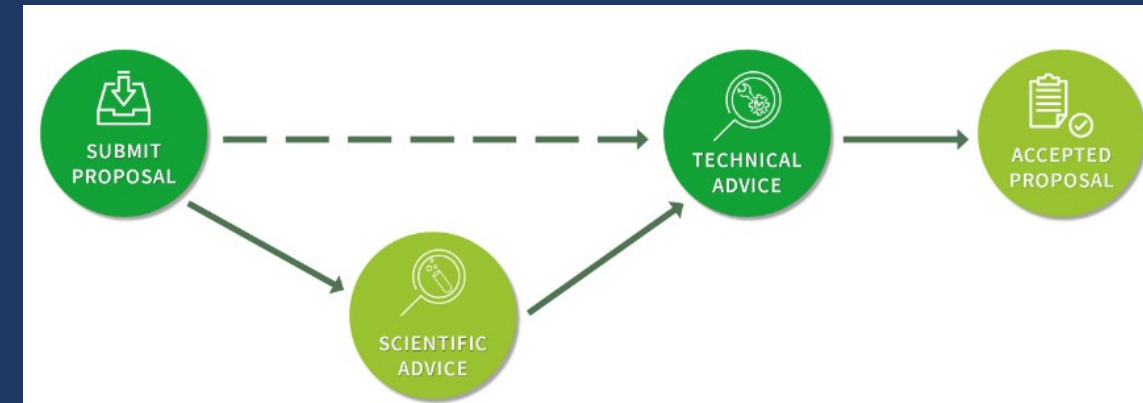 SUBMIT
PROPOSAL
SCIENTIFIC
ADVICE
TECHNICAL
ADVICE
ACCEPTED
PROPOSAL